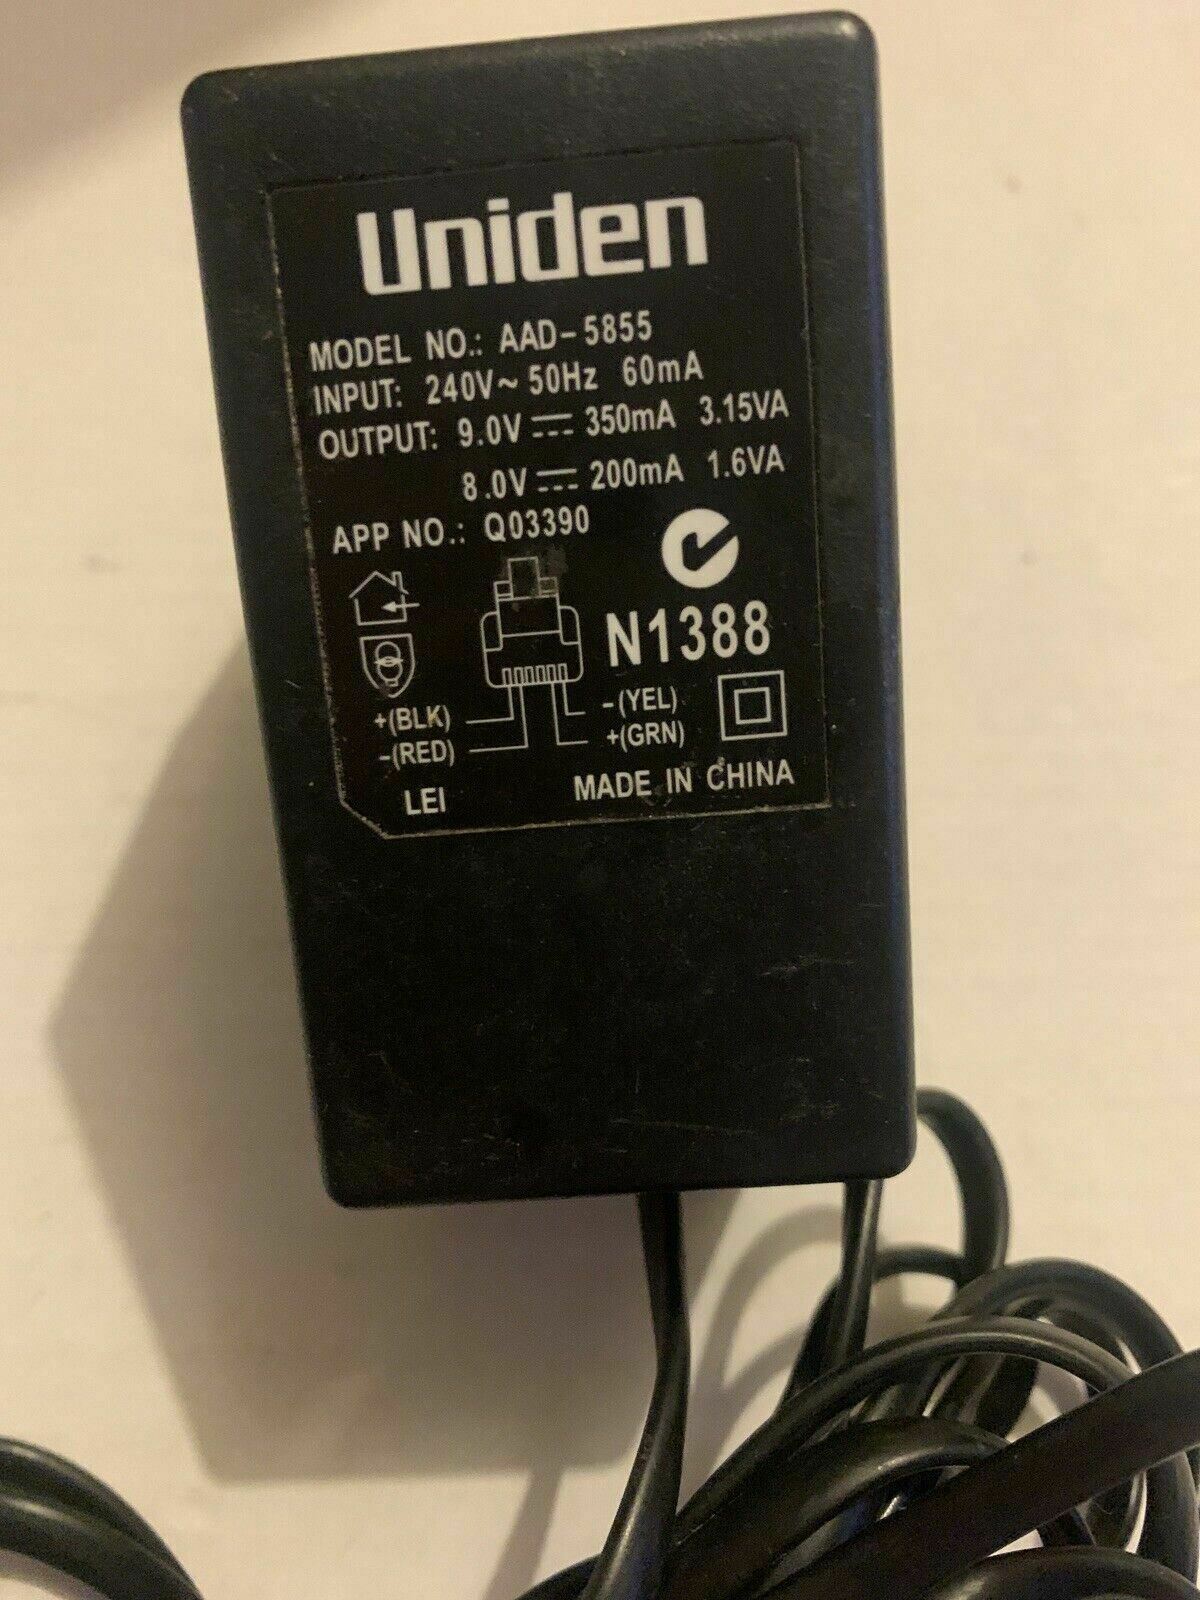 Uniden
MODEL NO.: AAD-5855
INPUT: 240V~ 50Hz 60mA
OUTPUT: 9.0V⎓ 350mA 3.15VA
8.0V⎓ 200mA 1.6VA
APP NO.: Q03390
N1388
+(BLK) -(YEL)
-(RED) +(GRN)
LEI MADE IN CHINA